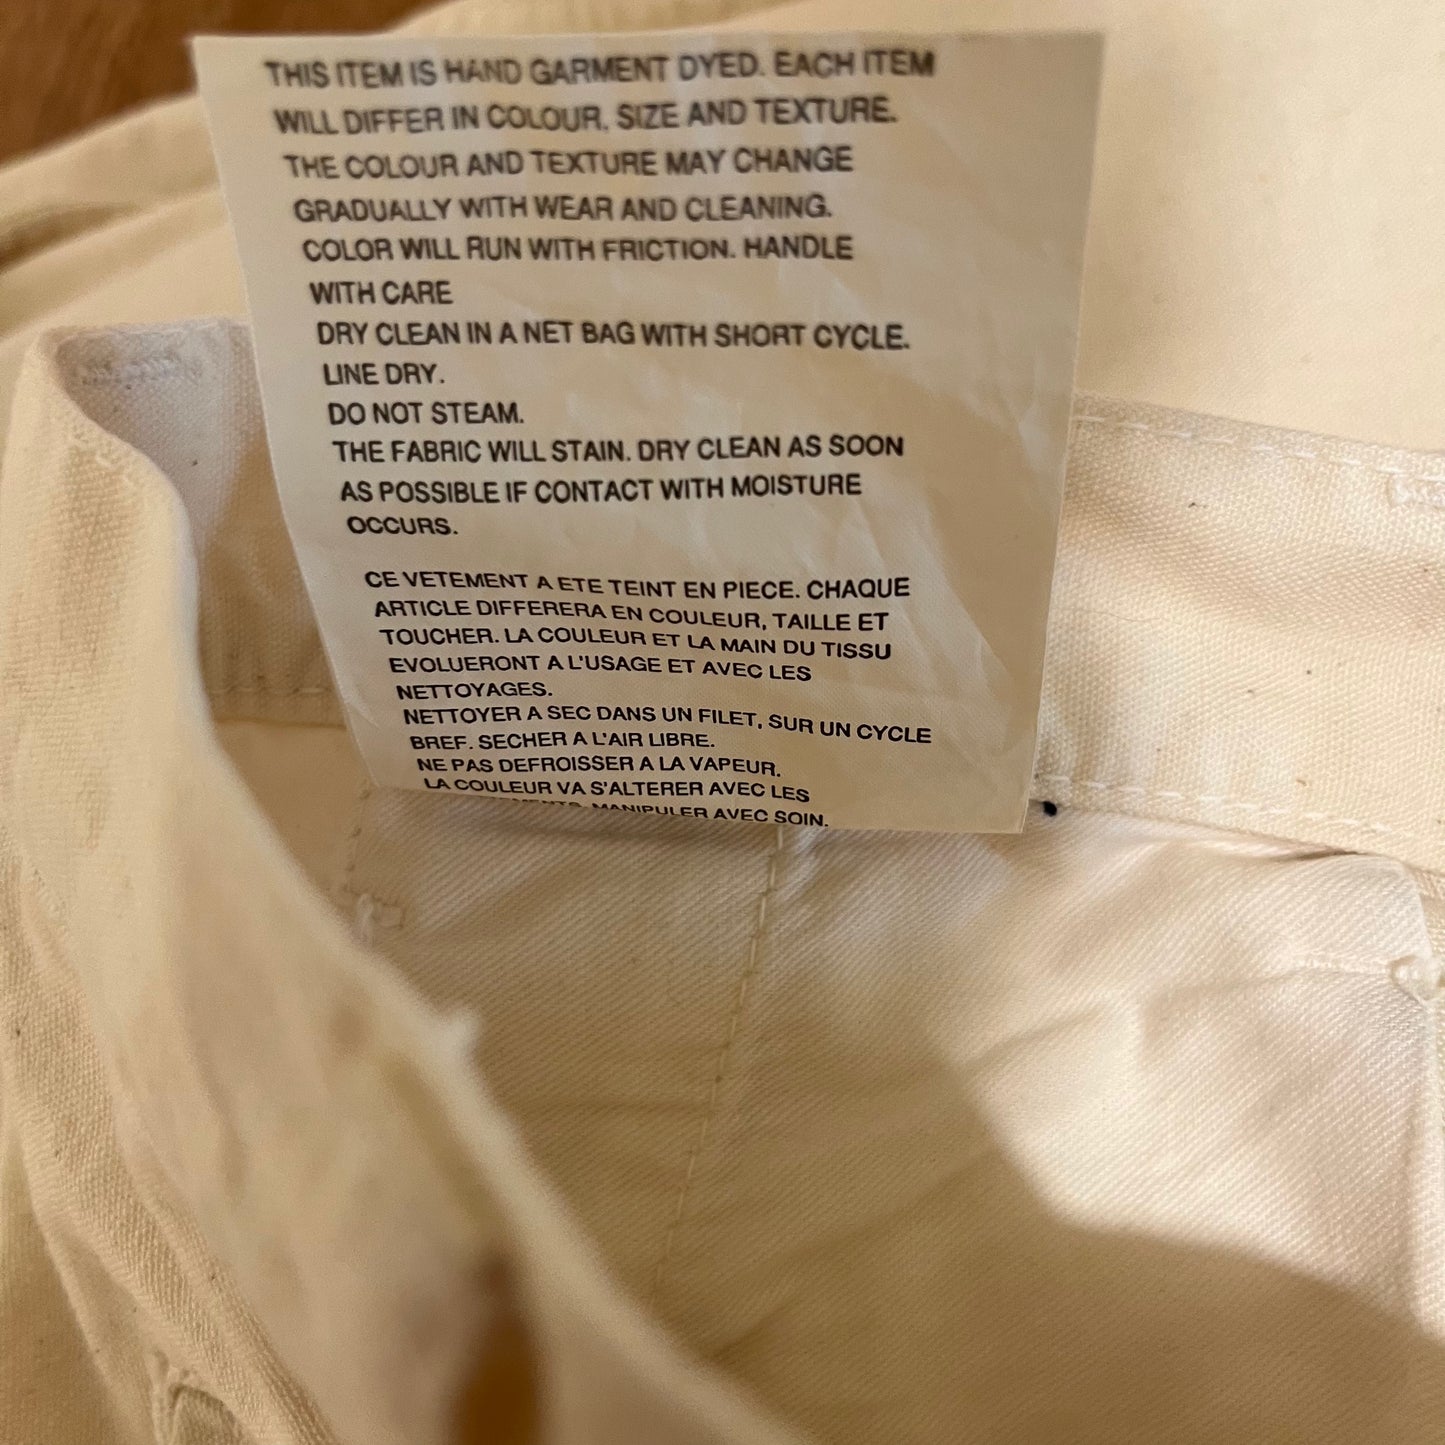 THIS ITEM IS HAND GARMENT DYED. EACH ITEM
WILL DIFFER IN COLOUR, SIZE AND TEXTURE.
THE COLOUR AND TEXTURE MAY CHANGE
GRADUALLY WITH WEAR AND CLEANING.
COLOR WILL RUN WITH FRICTION. HANDLE
WITH CARE
DRY CLEAN IN A NET BAG WITH SHORT CYCLE.
LINE DRY.
DO NOT STEAM.
THE FABRIC WILL STAIN. DRY CLEAN AS SOON
AS POSSIBLE IF CONTACT WITH MOISTURE
OCCURS.
CE VETEMENT A ETE TEINT EN PIECE. CHAQUE
ARTICLE DIFFERERA EN COULEUR, TAILLE ET
TOUCHER. LA COULEUR ET LA MAIN DU TISSU
EVOLUERONT A L'USAGE ET AVEC LES
NETTOYAGES.
NETTOYER A SEC DANS UN FILET, SUR UN CYCLE
BREF. SECHER A L'AIR LIBRE.
NE PAS DEFROISSER A LA VAPEUR.
LA COULEUR VA S'ALTERER AVEC LES
MANIPULER AVEC SOIN.